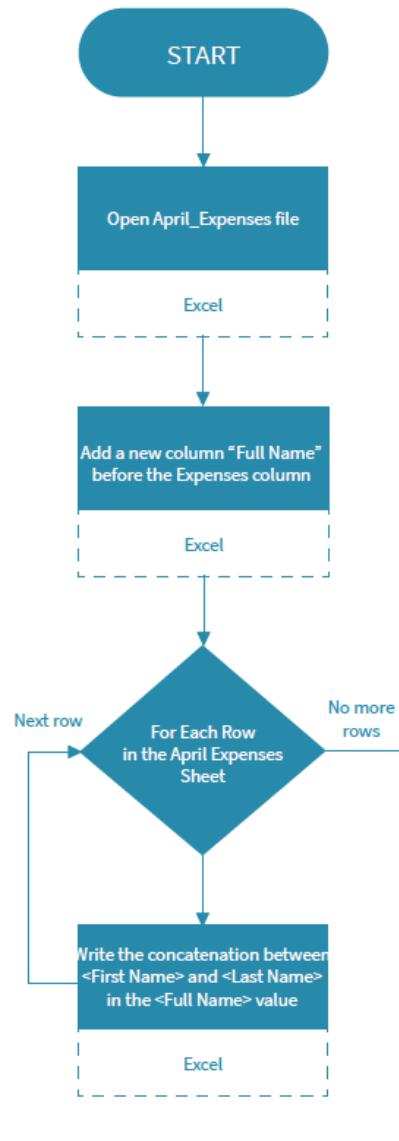 START
Open April_Expenses file
Excel
Add a new column “Full Name”
before the Expenses column
Excel
Next row
No more
rows
For Each Row
in the April Expenses
Sheet
Write the concatenation between
<First Name> and <Last Name>
in the <Full Name> value
Excel